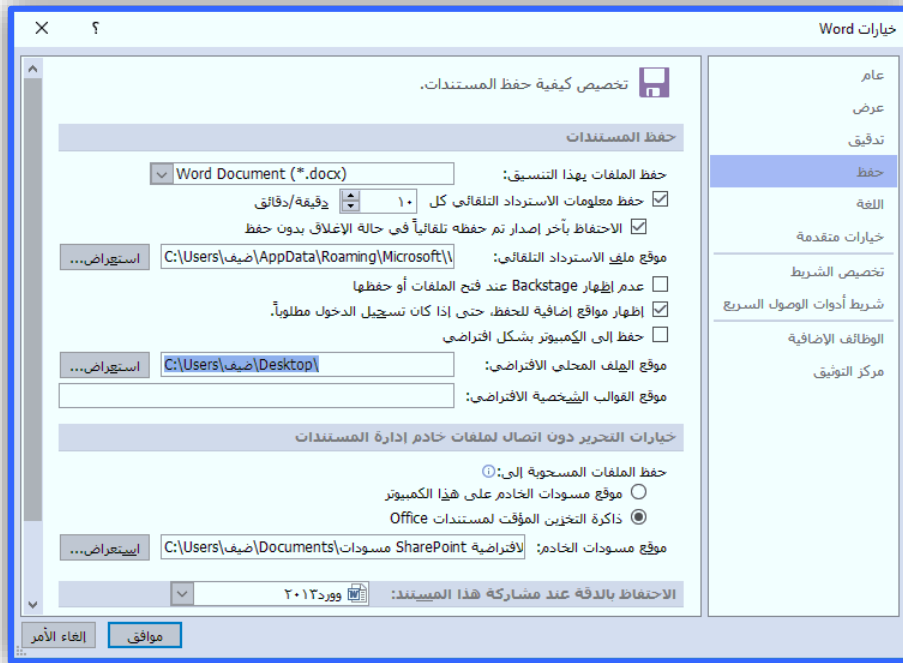 خيارات Word
؟
عام
عرض
تدقيق
حفظ
اللغة
خيارات متقدمة
تخصيص الشريط
شريط أدوات الوصول السريع
الوظائف الإضافية
مركز التوثيق
تخصيص كيفية حفظ المستندات.
حفظ المستندات
حفظ الملفات بهذا التنسيق: Word Document (*.docx)
حفظ معلومات الاسترداد التلقائي كل ١٠ دقيقة/دقائق
الاحتفاظ بآخر إصدار تم حفظه تلقائياً في حالة الإغلاق بدون حفظ
موقع ملف الاسترداد التلقائي: C:\Users\ضيف\AppData\Roaming\Microsoft\ استعراض...
عدم إظهار Backstage عند فتح الملفات أو حفظها
إظهار مواقع إضافية للحفظ، حتى إذا كان تسجيل الدخول مطلوباً.
حفظ إلى الكمبيوتر بشكل افتراضي
موقع الملف المحلي الافتراضي: C:\Users\ضيف\Desktop\ استعراض...
موقع القوالب الشخصية الافتراضي:
خيارات التحرير دون اتصال لملفات خادم إدارة المستندات
حفظ الملفات المسحوبة إلى:
موقع مسودات الخادم على هذا الكمبيوتر
ذاكرة التخزين المؤقت لمستندات Office
موقع مسودات الخادم: C:\Users\ضيف\Documents\مسودات SharePoint لافتراضية استعراض...
الاحتفاظ بالدقة عند مشاركة هذا المستند: وورد٢٠١٣
موافق
إلغاء الأمر